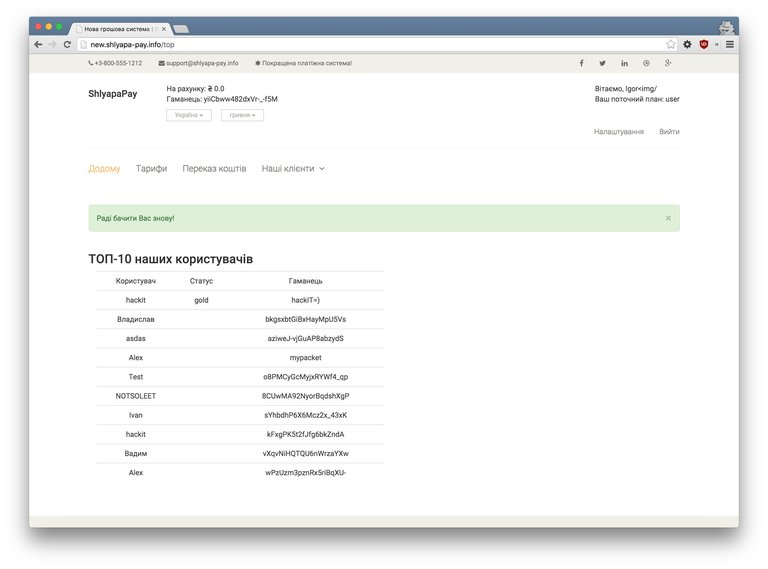 Нова грошова система | S
new.shlyapa-pay.info/top
+3-800-555-1212 support@shlyapa-pay.info Покращена платіжна система!
ShlyapaPay
На рахунку: ₴ 0.0
Гаманець: yiiCbww482dxVr-_-f5M
Україна гривня
Вітаємо, Igor<img/
Ваш поточний план: user
Налаштування Вийти
Додому Тарифи Переказ коштів Наші клієнти
Раді бачити Вас знову!
ТОП-10 наших користувачів
Користувач Статус Гаманець
hackit gold hackIT=)
Владислав bkgsxbtGiBxHayMpU5Vs
asdas aziweJ-vjGuAP8abzydS
Alex mypacket
Test o8PMCyGcMyjxRYWf4_qp
NOTSOLEET 8CUwMA92NyorBqdshXgP
Ivan sYhbdhP6X6Mcz2x_43xK
hackit kFxgPK5t2fJfg6bkZndA
Вадим vXqvNiHQTQU6nWrzaYXw
Alex wPzUzm3pznRx5riBqXU-